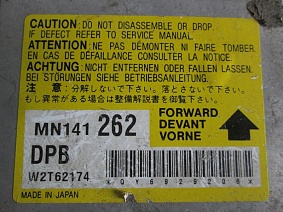 CAUTION: DO NOT DISASSEMBLE OR DROP.
IF DEFECT REFER TO SERVICE MANUAL.
ATTENTION: NE PAS DÉMONTER NI FAIRE TOMBER.
EN CAS DE DÉFAILLANCE CONSULTER LA NOTICE.
ACHTUNG NICHT ENTFERNEN ODER FALLEN LASSEN.
BEI STÖRUNGEN SIEHE BETRIEBSANLEITUNG.
注 意:分解しないで下さい。落とさないで下さい。
もし異常がある場合は整備解説書を御覧下さい。
MN141 262
FORWARD
DEVANT
VORNE
DPB
W2T62174
XQY6929208X
MADE IN JAPAN